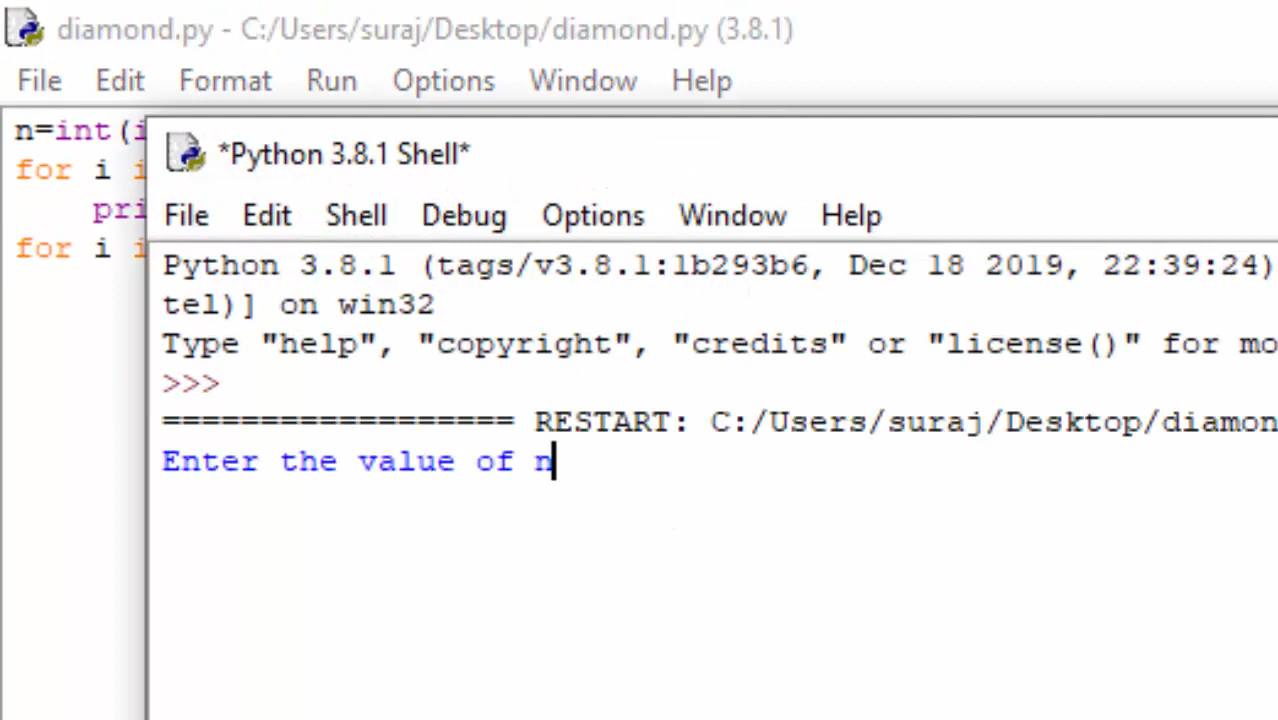 diamond.py - C:/Users/suraj/Desktop/diamond.py (3.8.1)
File Edit Format Run Options Window Help
n=int(i
for i i
pri
for i i
*Python 3.8.1 Shell*
File Edit Shell Debug Options Window Help
Python 3.8.1 (tags/v3.8.1:1b293b6, Dec 18 2019, 22:39:24)
tel)] on win32
Type "help", "copyright", "credits" or "license()" for mo
>>>
================== RESTART: C:/Users/suraj/Desktop/diamon
Enter the value of n